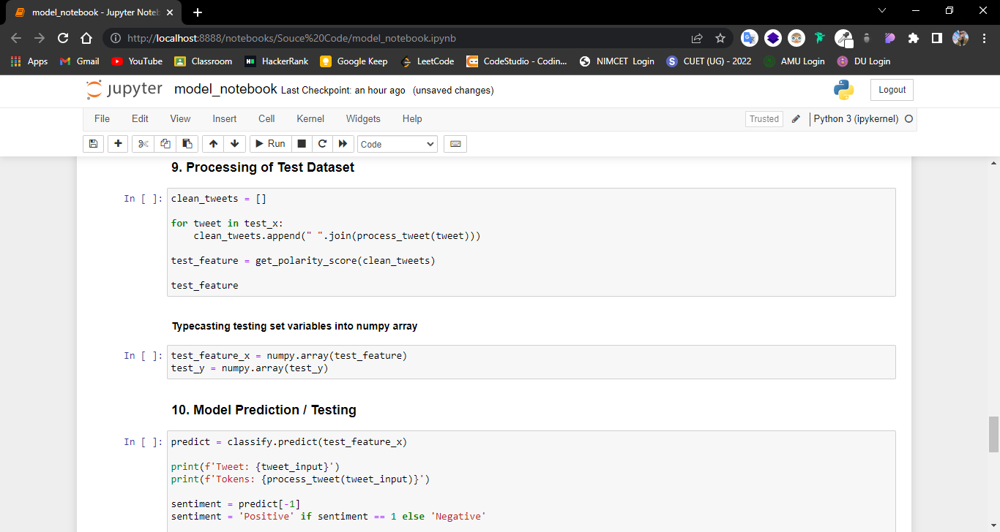 model_notebook - Jupyter Noteb
http://localhost:8888/notebooks/Souce%20Code/model_notebook.ipynb
Apps Gmail YouTube Classroom HackerRank Google Keep LeetCode CodeStudio - Codin... NIMCET Login CUET (UG) - 2022 AMU Login DU Login
jupyter model_notebook Last Checkpoint: an hour ago (unsaved changes) Logout
File Edit View Insert Cell Kernel Widgets Help Trusted Python 3 (ipykernel)
Run Code
9. Processing of Test Dataset
In [ ]: clean_tweets = []
for tweet in test_x:
    clean_tweets.append(" ".join(process_tweet(tweet)))
test_feature = get_polarity_score(clean_tweets)
test_feature
Typecasting testing set variables into numpy array
In [ ]: test_feature_x = numpy.array(test_feature)
test_y = numpy.array(test_y)
10. Model Prediction / Testing
In [ ]: predict = classify.predict(test_feature_x)
print(f'Tweet: {tweet_input}')
print(f'Tokens: {process_tweet(tweet_input)}')
sentiment = predict[-1]
sentiment = 'Positive' if sentiment == 1 else 'Negative'